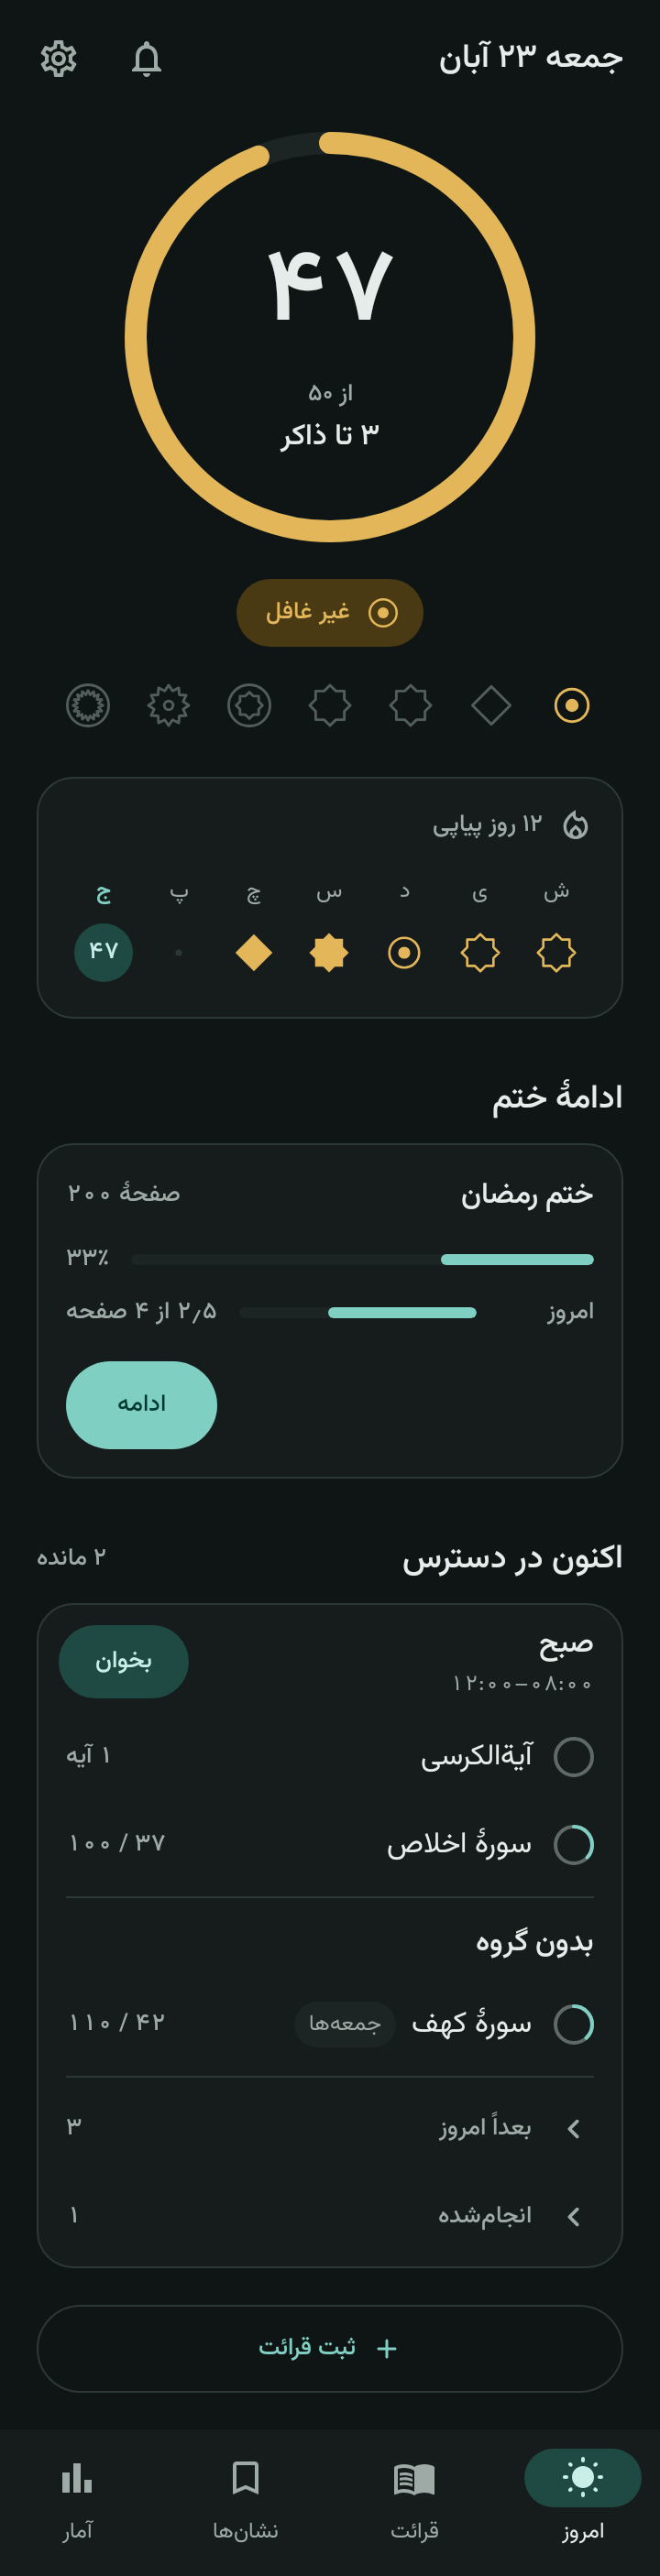 جمعه ۲۳ آبان
۴۷
از ۵۰
۳ تا ذاکر
غیر غافل
۱۲ روز پیاپی
ش ی د س چ پ ج
۴۷
ادامهٔ ختم
ختم رمضان صفحهٔ ۲۰۰
۳۳٪
امروز ۲٫۵ از ۴ صفحه
ادامه
اکنون در دسترس ۲ مانده
صبح بخوان
۰۸:۰۰–۱۲:۰۰
آیةالکرسی ۱ آیه
سورهٔ اخلاص ۳۷ / ۱۰۰
بدون گروه
سورهٔ کهف جمعه‌ها ۴۲ / ۱۱۰
بعداً امروز ۳
انجام‌شده ۱
ثبت قرائت
امروز قرائت نشان‌ها آمار